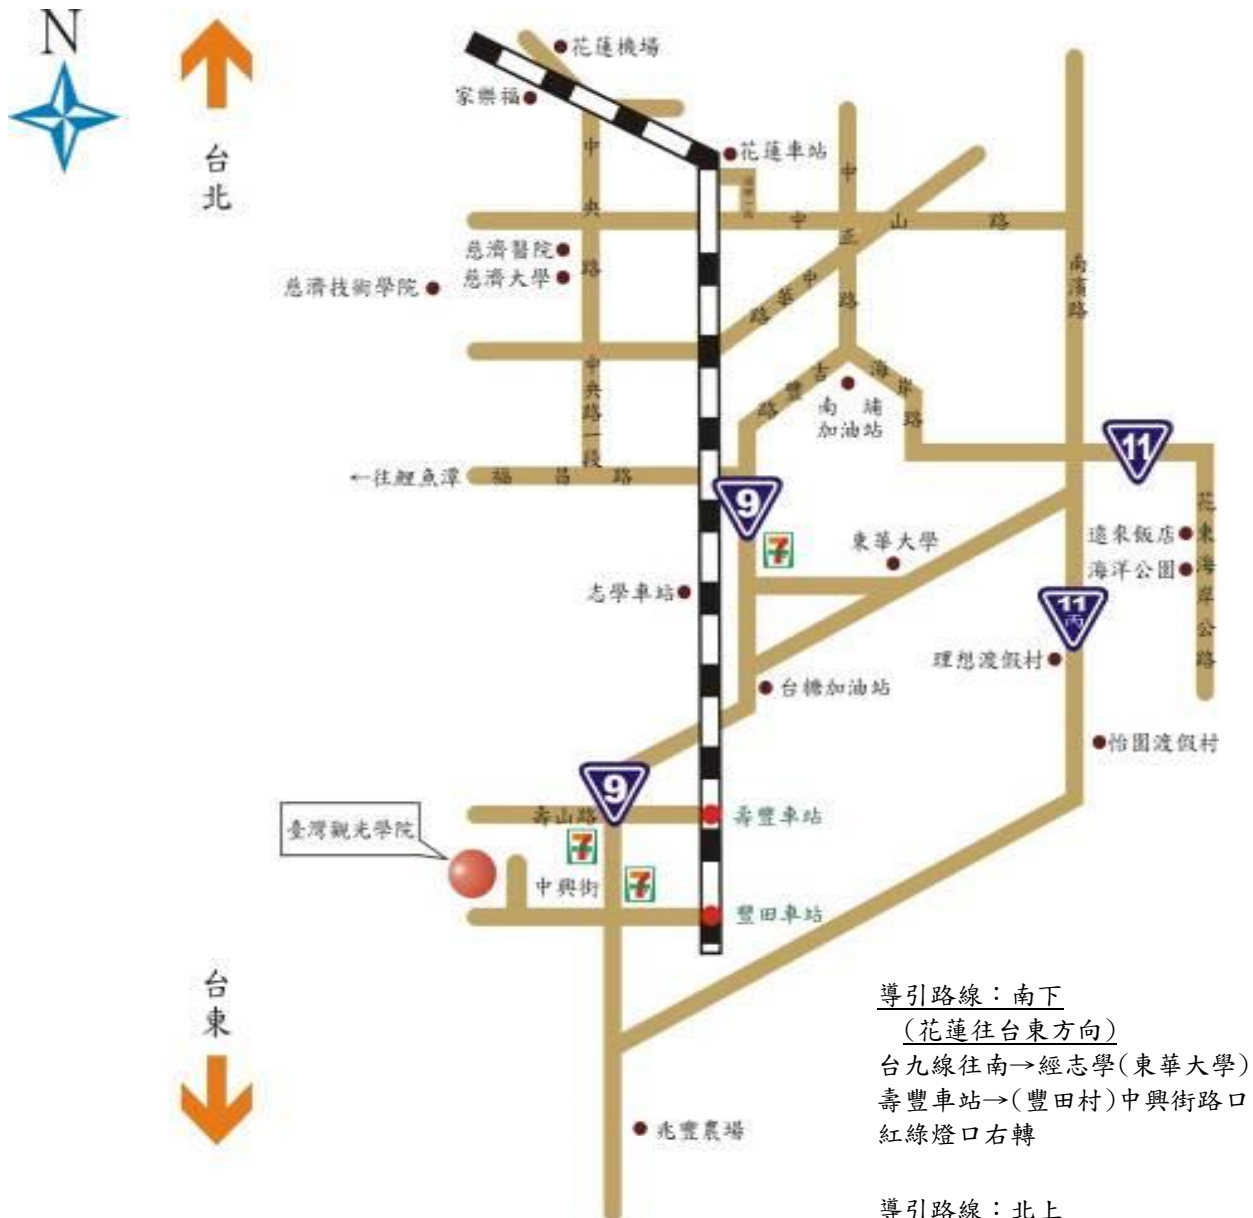 N
台北
花蓮機場
家樂福
花蓮車站
中央路
中山路
中正路
中華路
南濱路
慈濟醫院
慈濟大學
慈濟技術學院
中央路一段
吉豐路
海岸路
南埔
加油站
←往鯉魚潭
福昌路
9
11
7
東華大學
遠來飯店
海洋公園
花東海岸公路
志學車站
11
丙
理想渡假村
台糖加油站
怡園渡假村
9
壽山路
壽豐車站
臺灣觀光學院
7
中興街
7
豐田車站
台東
兆豐農場
導引路線：南下
(花蓮往台東方向)
台九線往南→經志學(東華大學)
壽豐車站→(豐田村)中興街路口
紅綠燈口右轉
導引路線：北上